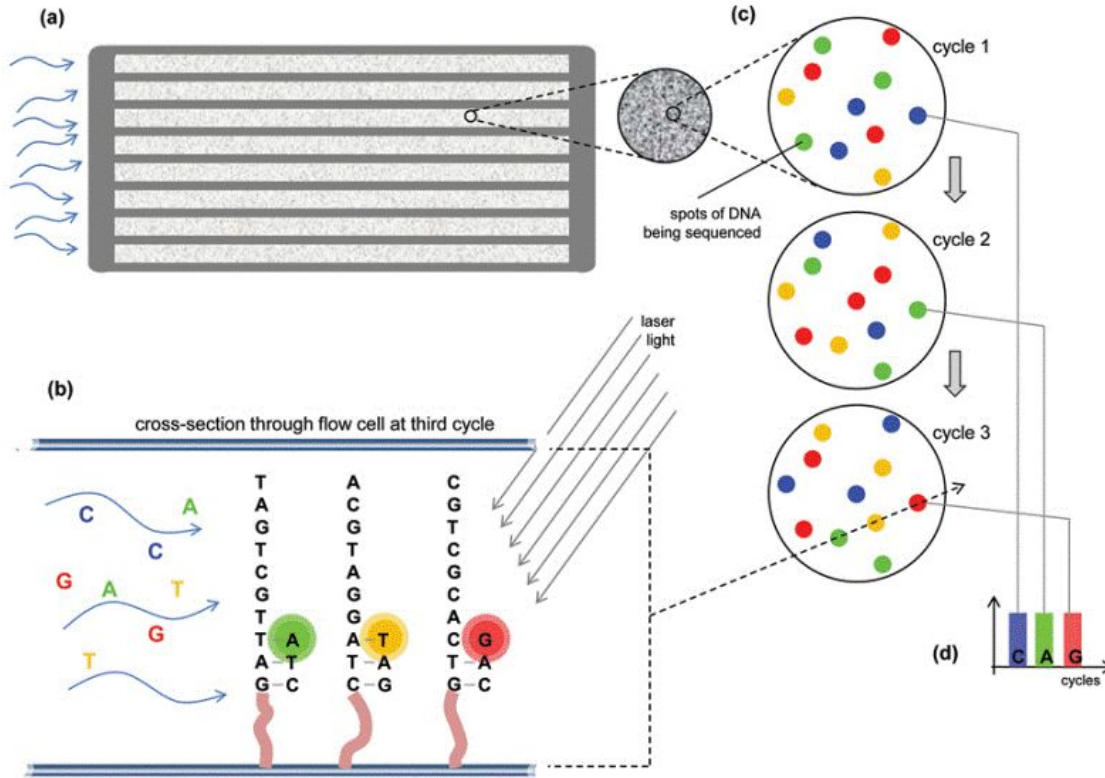 (a)
(c)
cycle 1
spots of DNA
being sequenced
cycle 2
cycle 3
laser
light
(b)
cross-section through flow cell at third cycle
C A
C
G A T
G
T
T A C
A C G
G G T
T T C
C A G
G G C
T G A
T A A T C G
A T T A T A
G C C G G C
(d)
C A G
cycles